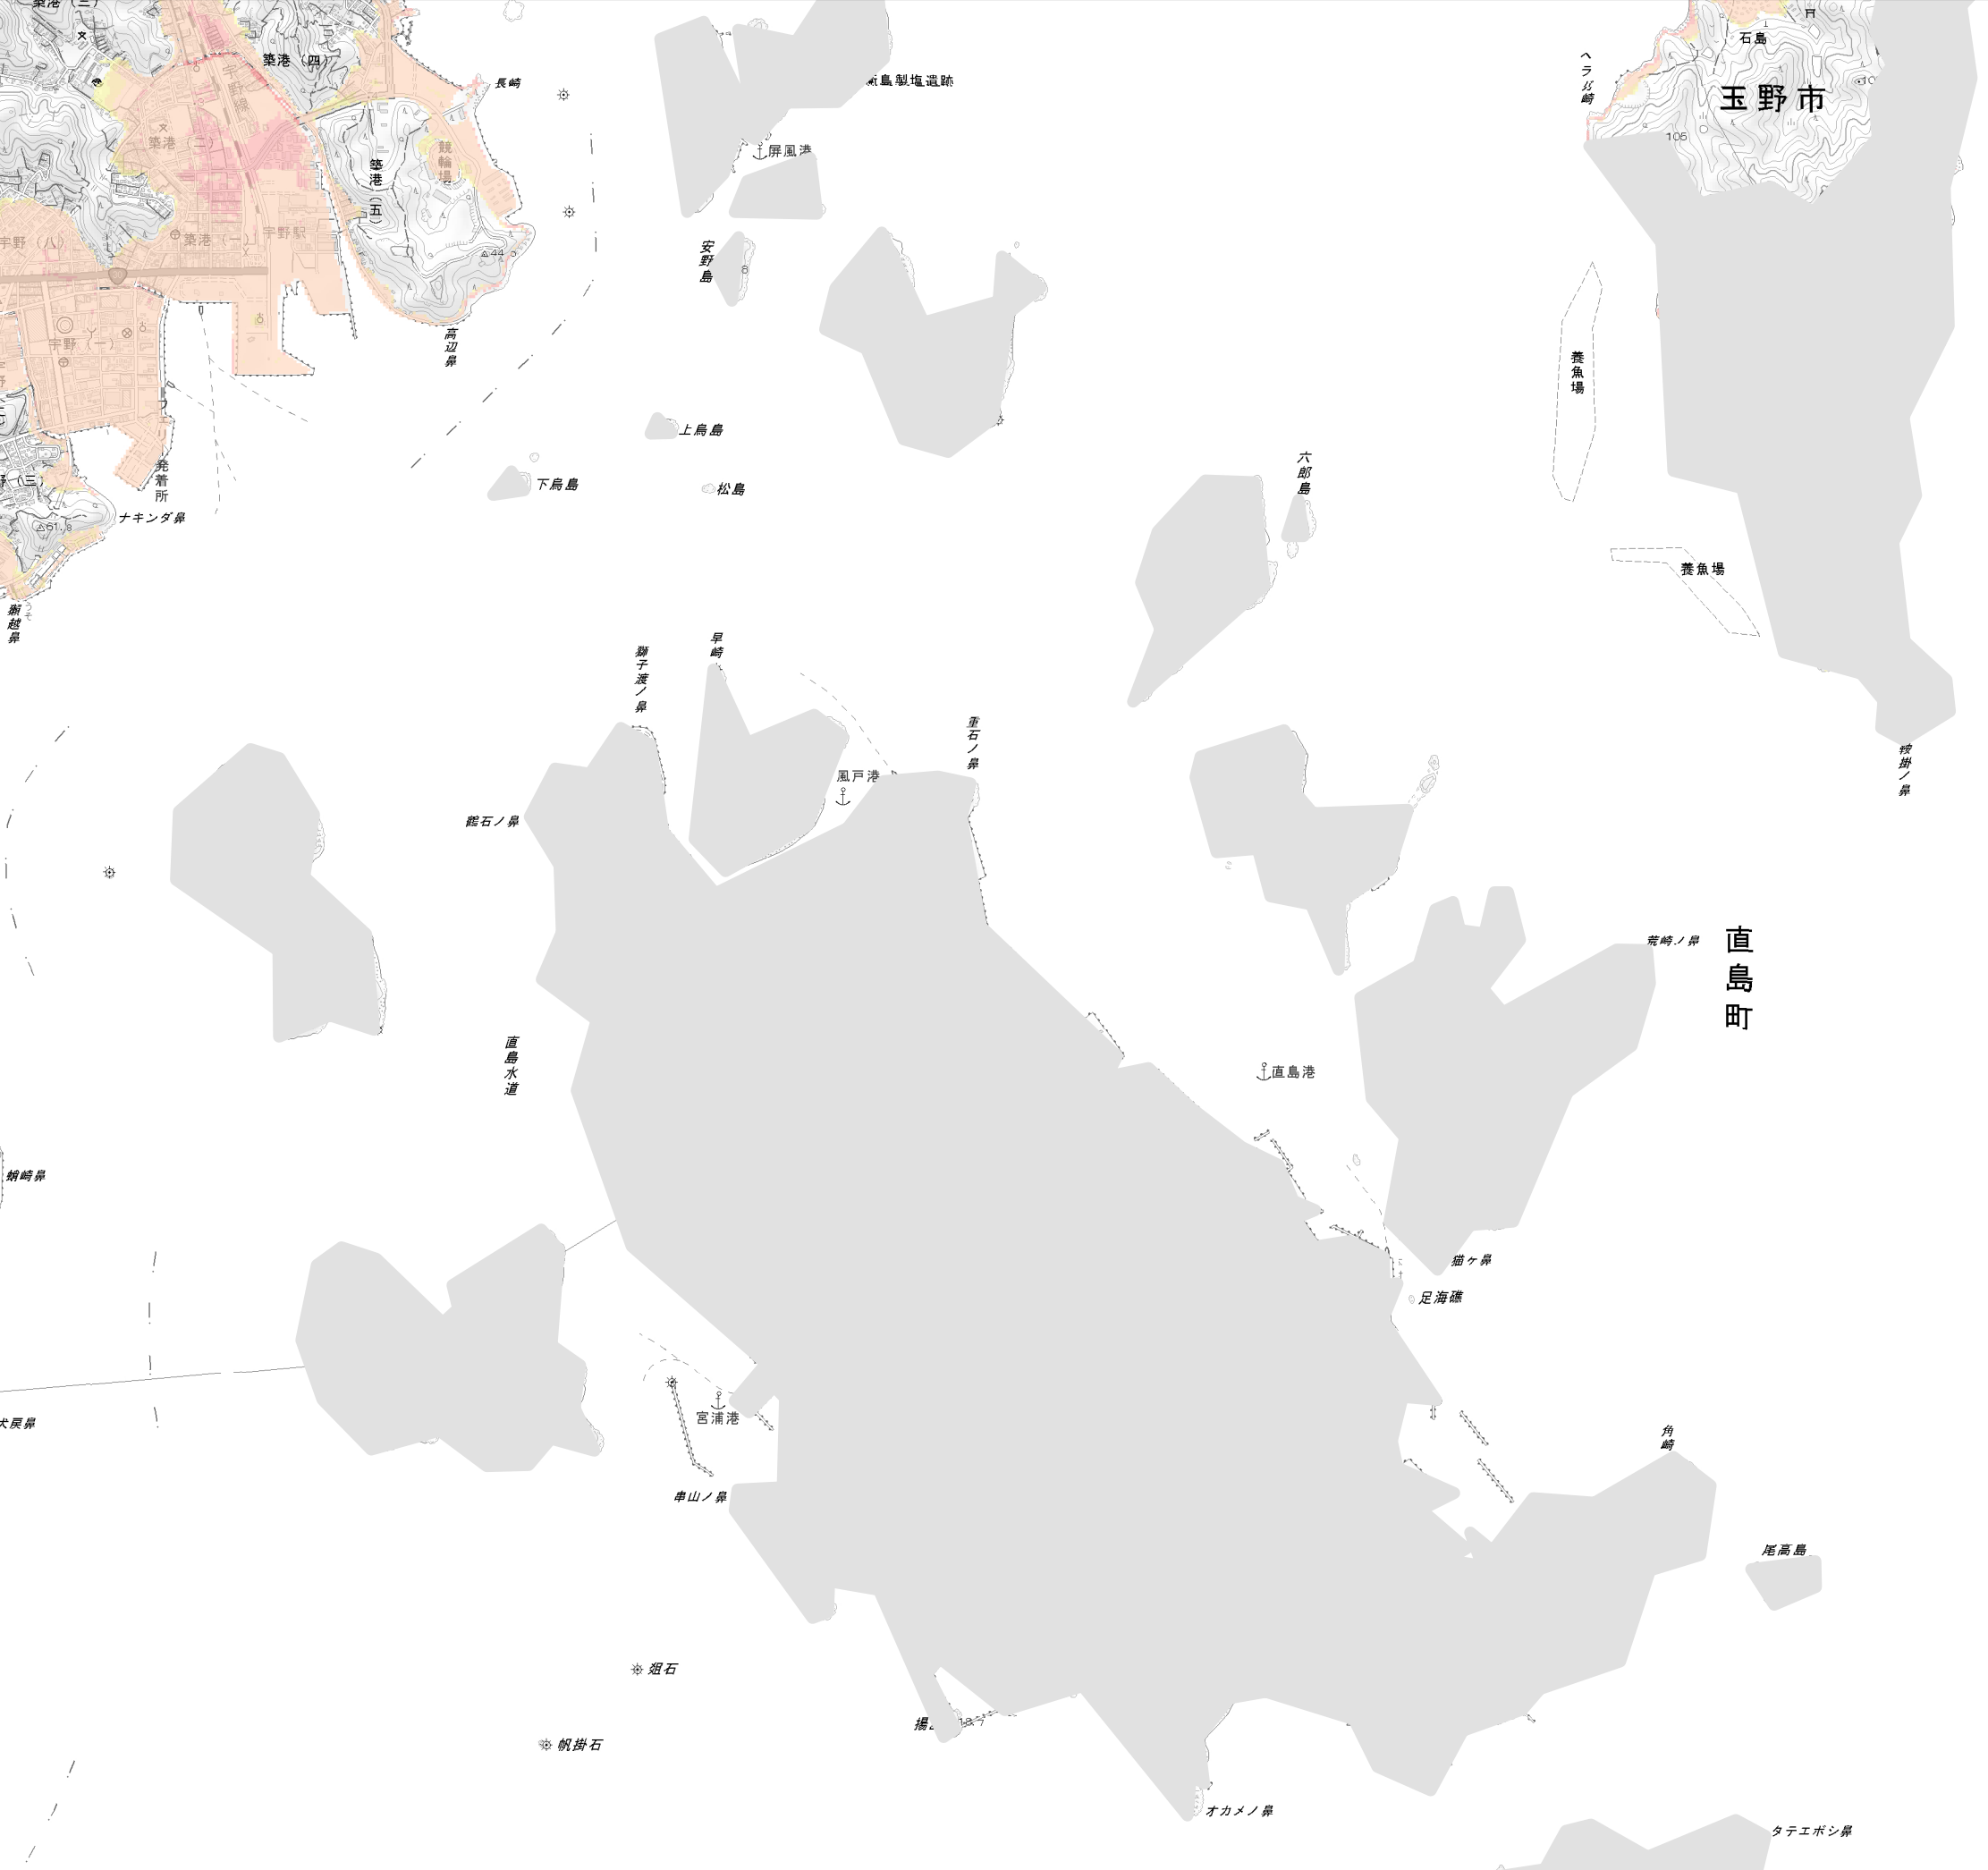 築港（三）
築港（四）
宇野線
長崎
石島
ヘラガ崎
玉野市
105
島製塩遺跡
屏風港
築港（二）
競輪場
築港（五）
宇野（八）
築港（一）
宇野駅
44
安野島
8
高辺鼻
宇野（一）
養魚場
上烏島
六郎島
発着所
下烏島
松島
ナキンダ鼻
61.8
養魚場
獺越鼻
うそ
早崎
獅子渡ノ鼻
重石ノ鼻
鞍掛ノ鼻
風戸港
鶴石ノ鼻
荒崎ノ鼻
直島町
直島水道
直島港
蛸崎鼻
猫ケ鼻
足海礁
宮浦港
犬戻鼻
角崎
串山ノ鼻
尾高島
俎石
揚
帆掛石
オカメノ鼻
タテエボシ鼻